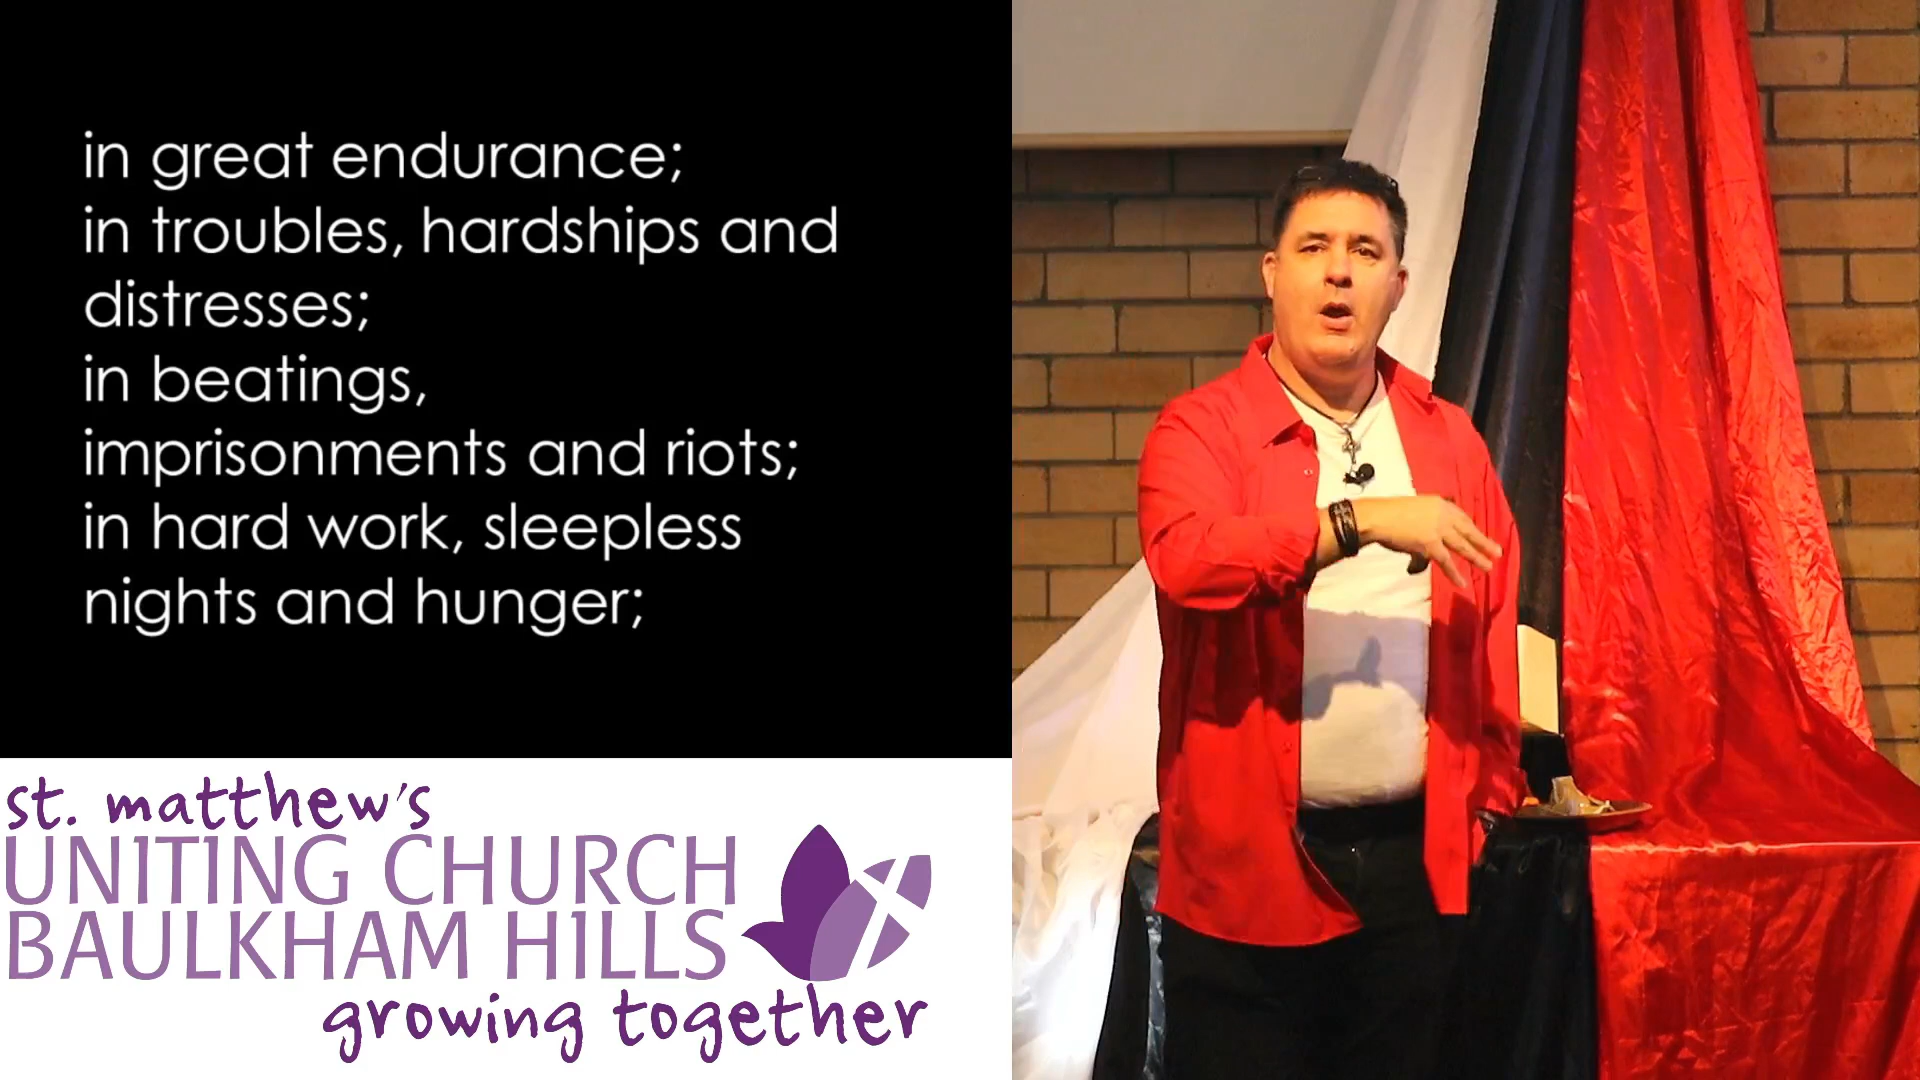 in great endurance;
in troubles, hardships and
distresses;
in beatings,
imprisonments and riots;
in hard work, sleepless
nights and hunger;
st. matthew's
UNITING CHURCH
BAULKHAM HILLS
growing together